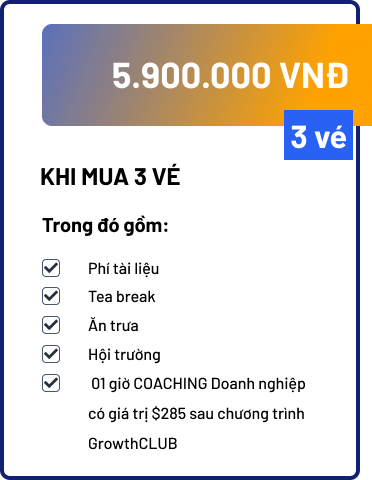 5.900.000 VNĐ
3 vé
KHI MUA 3 VÉ
Trong đó gồm:
Phí tài liệu
Tea break
Ăn trưa
Hội trường
01 giờ COACHING Doanh nghiệp
có giá trị $285 sau chương trình
GrowthCLUB